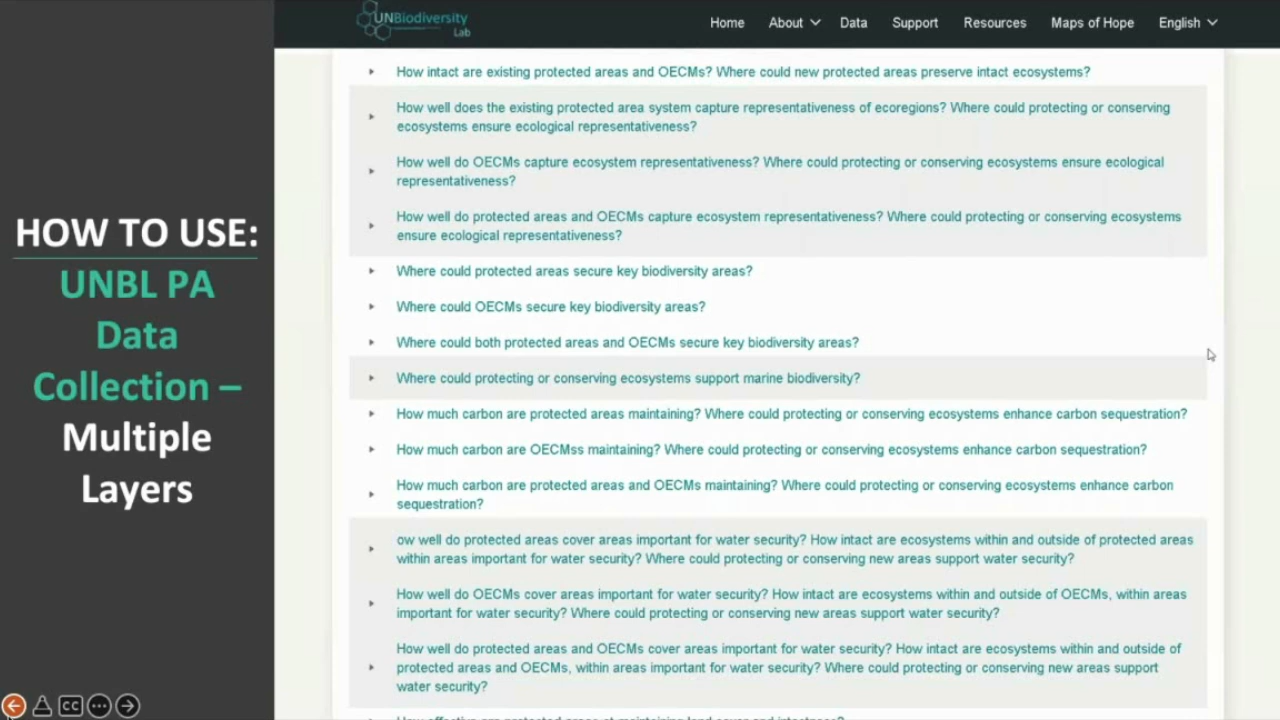 HOW TO USE:
UNBL PA
Data
Collection –
Multiple
Layers
CC
UNBiodiversity
Lab
Home About Data Support Resources Maps of Hope English
How intact are existing protected areas and OECMs? Where could new protected areas preserve intact ecosystems?
How well does the existing protected area system capture representativeness of ecoregions? Where could protecting or conserving
ecosystems ensure ecological representativeness?
How well do OECMs capture ecosystem representativeness? Where could protecting or conserving ecosystems ensure ecological
representativeness?
How well do protected areas and OECMs capture ecosystem representativeness? Where could protecting or conserving ecosystems
ensure ecological representativeness?
Where could protected areas secure key biodiversity areas?
Where could OECMs secure key biodiversity areas?
Where could both protected areas and OECMs secure key biodiversity areas?
Where could protecting or conserving ecosystems support marine biodiversity?
How much carbon are protected areas maintaining? Where could protecting or conserving ecosystems enhance carbon sequestration?
How much carbon are OECMss maintaining? Where could protecting or conserving ecosystems enhance carbon sequestration?
How much carbon are protected areas and OECMs maintaining? Where could protecting or conserving ecosystems enhance carbon
sequestration?
ow well do protected areas cover areas important for water security? How intact are ecosystems within and outside of protected areas
within areas important for water security? Where could protecting or conserving new areas support water security?
How well do OECMs cover areas important for water security? How intact are ecosystems within and outside of OECMs, within areas
important for water security? Where could protecting or conserving new areas support water security?
How well do protected areas and OECMs cover areas important for water security? How intact are ecosystems within and outside of
protected areas and OECMs, within areas important for water security? Where could protecting or conserving new areas support
water security?
How effective are protected areas at maintaining land cover and intactness?